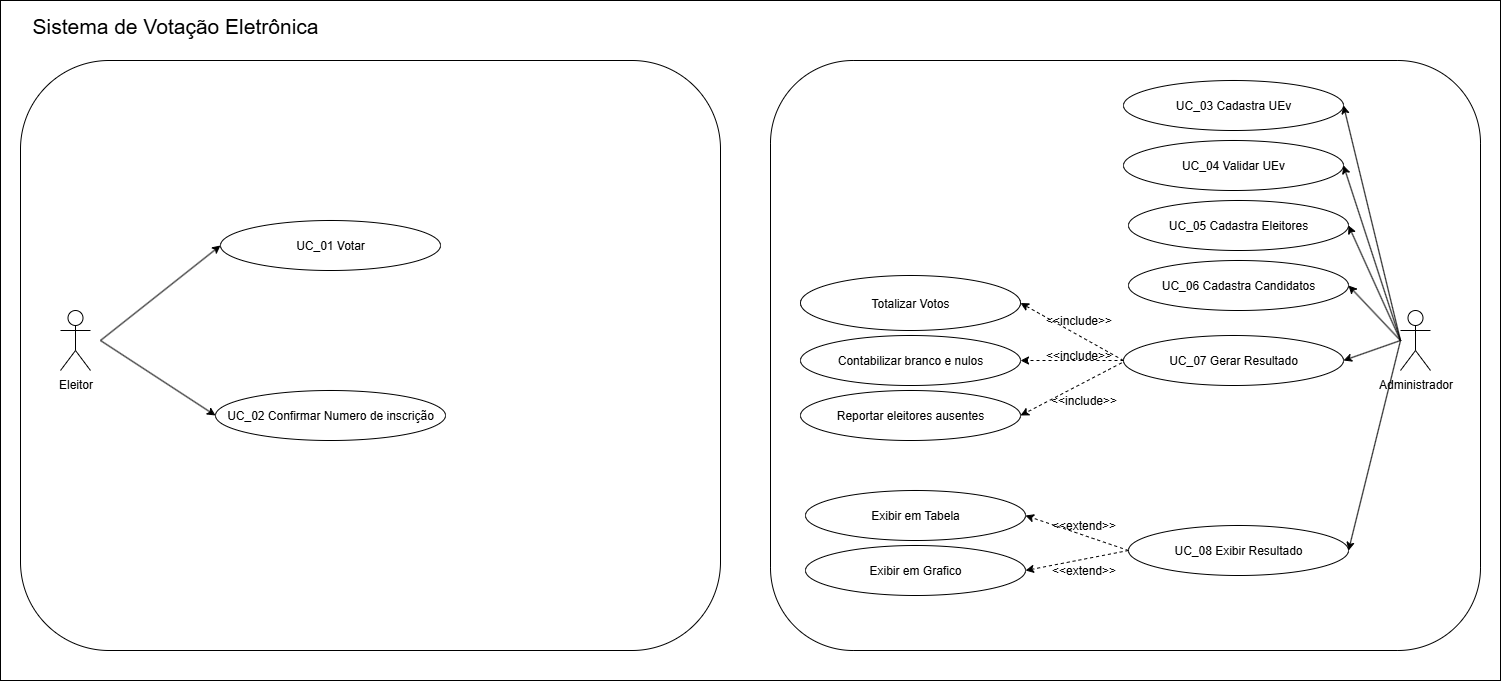 Sistema de Votação Eletrônica
UC_01 Votar
Eleitor
UC_02 Confirmar Numero de inscrição
UC_03 Cadastra UEv
UC_04 Validar UEv
UC_05 Cadastra Eleitores
UC_06 Cadastra Candidatos
Totalizar Votos
<<include>>
Contabilizar branco e nulos
<<include>>
UC_07 Gerar Resultado
Administrador
Reportar eleitores ausentes
<<include>>
Exibir em Tabela
<<extend>>
UC_08 Exibir Resultado
Exibir em Grafico
<<extend>>